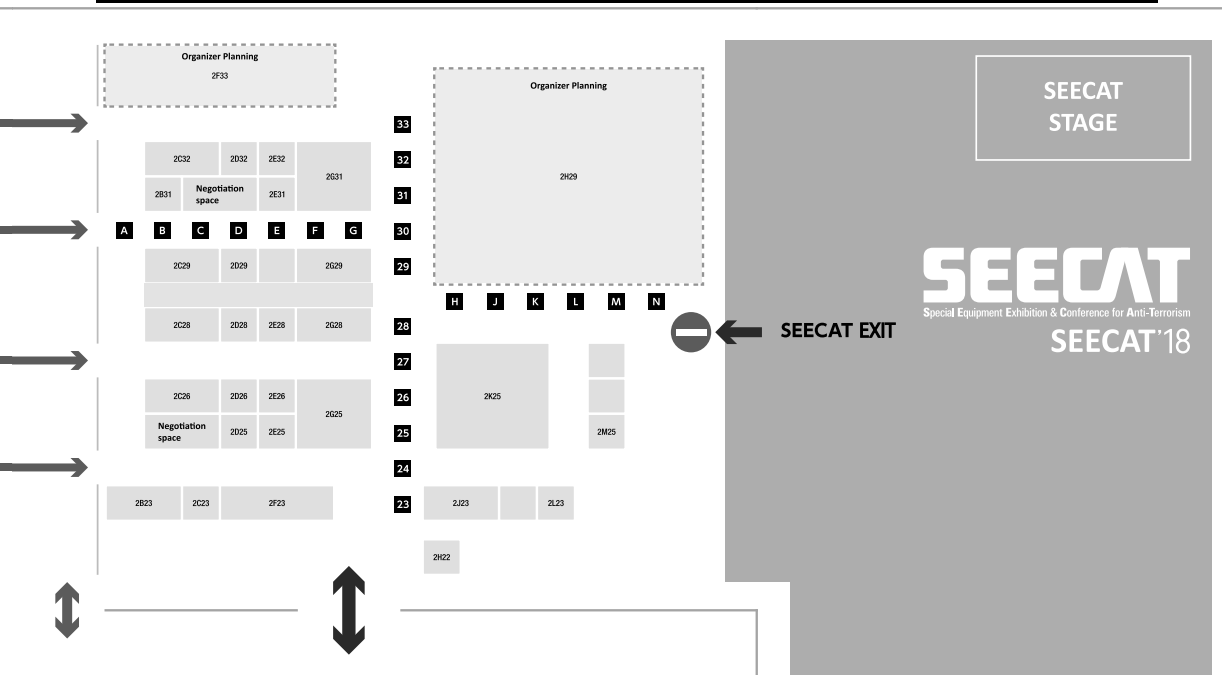 Organizer Planning
2F33
Organizer Planning
2H29
SEECAT
STAGE
33
2C32 2D32 2E32 2G31 32
2B31 Negotiation
space 2E31 31
A B C D E F G 30
2C29 2D29 2G29 29
H J K L M N
SEECAT
Special Equipment Exhibition & Conference for Anti-Terrorism
SEECAT'18
2C28 2D28 2E28 2G28 28
SEECAT EXIT
27
2C26 2D26 2E26 2G25 26 2K25
Negotiation
space 2D25 2E25 25 2M25
24
2B23 2C23 2F23 23 2J23 2L23
2H22